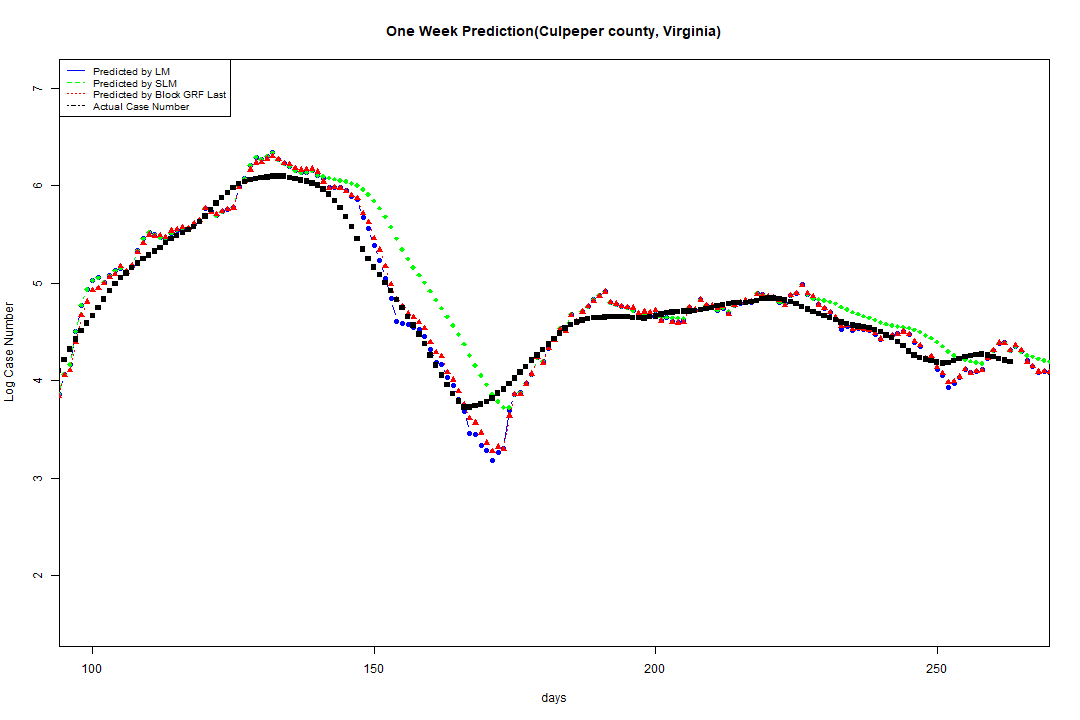 One Week Prediction(Culpeper county, Virginia)
Predicted by LM
Predicted by SLM
Predicted by Block GRF Last
Actual Case Number
Log Case Number
7
6
5
4
3
2
100
150
200
250
days